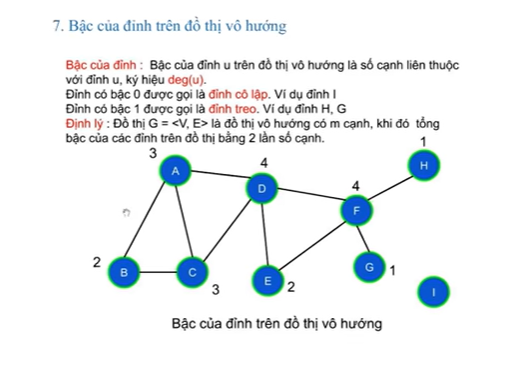 7. Bậc của đỉnh trên đồ thị vô hướng
Bậc của đỉnh : Bậc của đỉnh u trên đồ thị vô hướng là số cạnh liên thuộc
với đỉnh u, ký hiệu deg(u).
Đỉnh có bậc 0 được gọi là đỉnh cô lập. Ví dụ đỉnh I
Đỉnh có bậc 1 được gọi là đỉnh treo. Ví dụ đỉnh H, G
Định lý : Đồ thị G = <V, E> là đồ thị vô hướng có m cạnh, khi đó tổng
bậc của các đỉnh trên đồ thị bằng 2 lần số cạnh.
1
3
4
H
A
4
D
F
2
B
C
G
1
E
2
3
I
Bậc của đỉnh trên đồ thị vô hướng